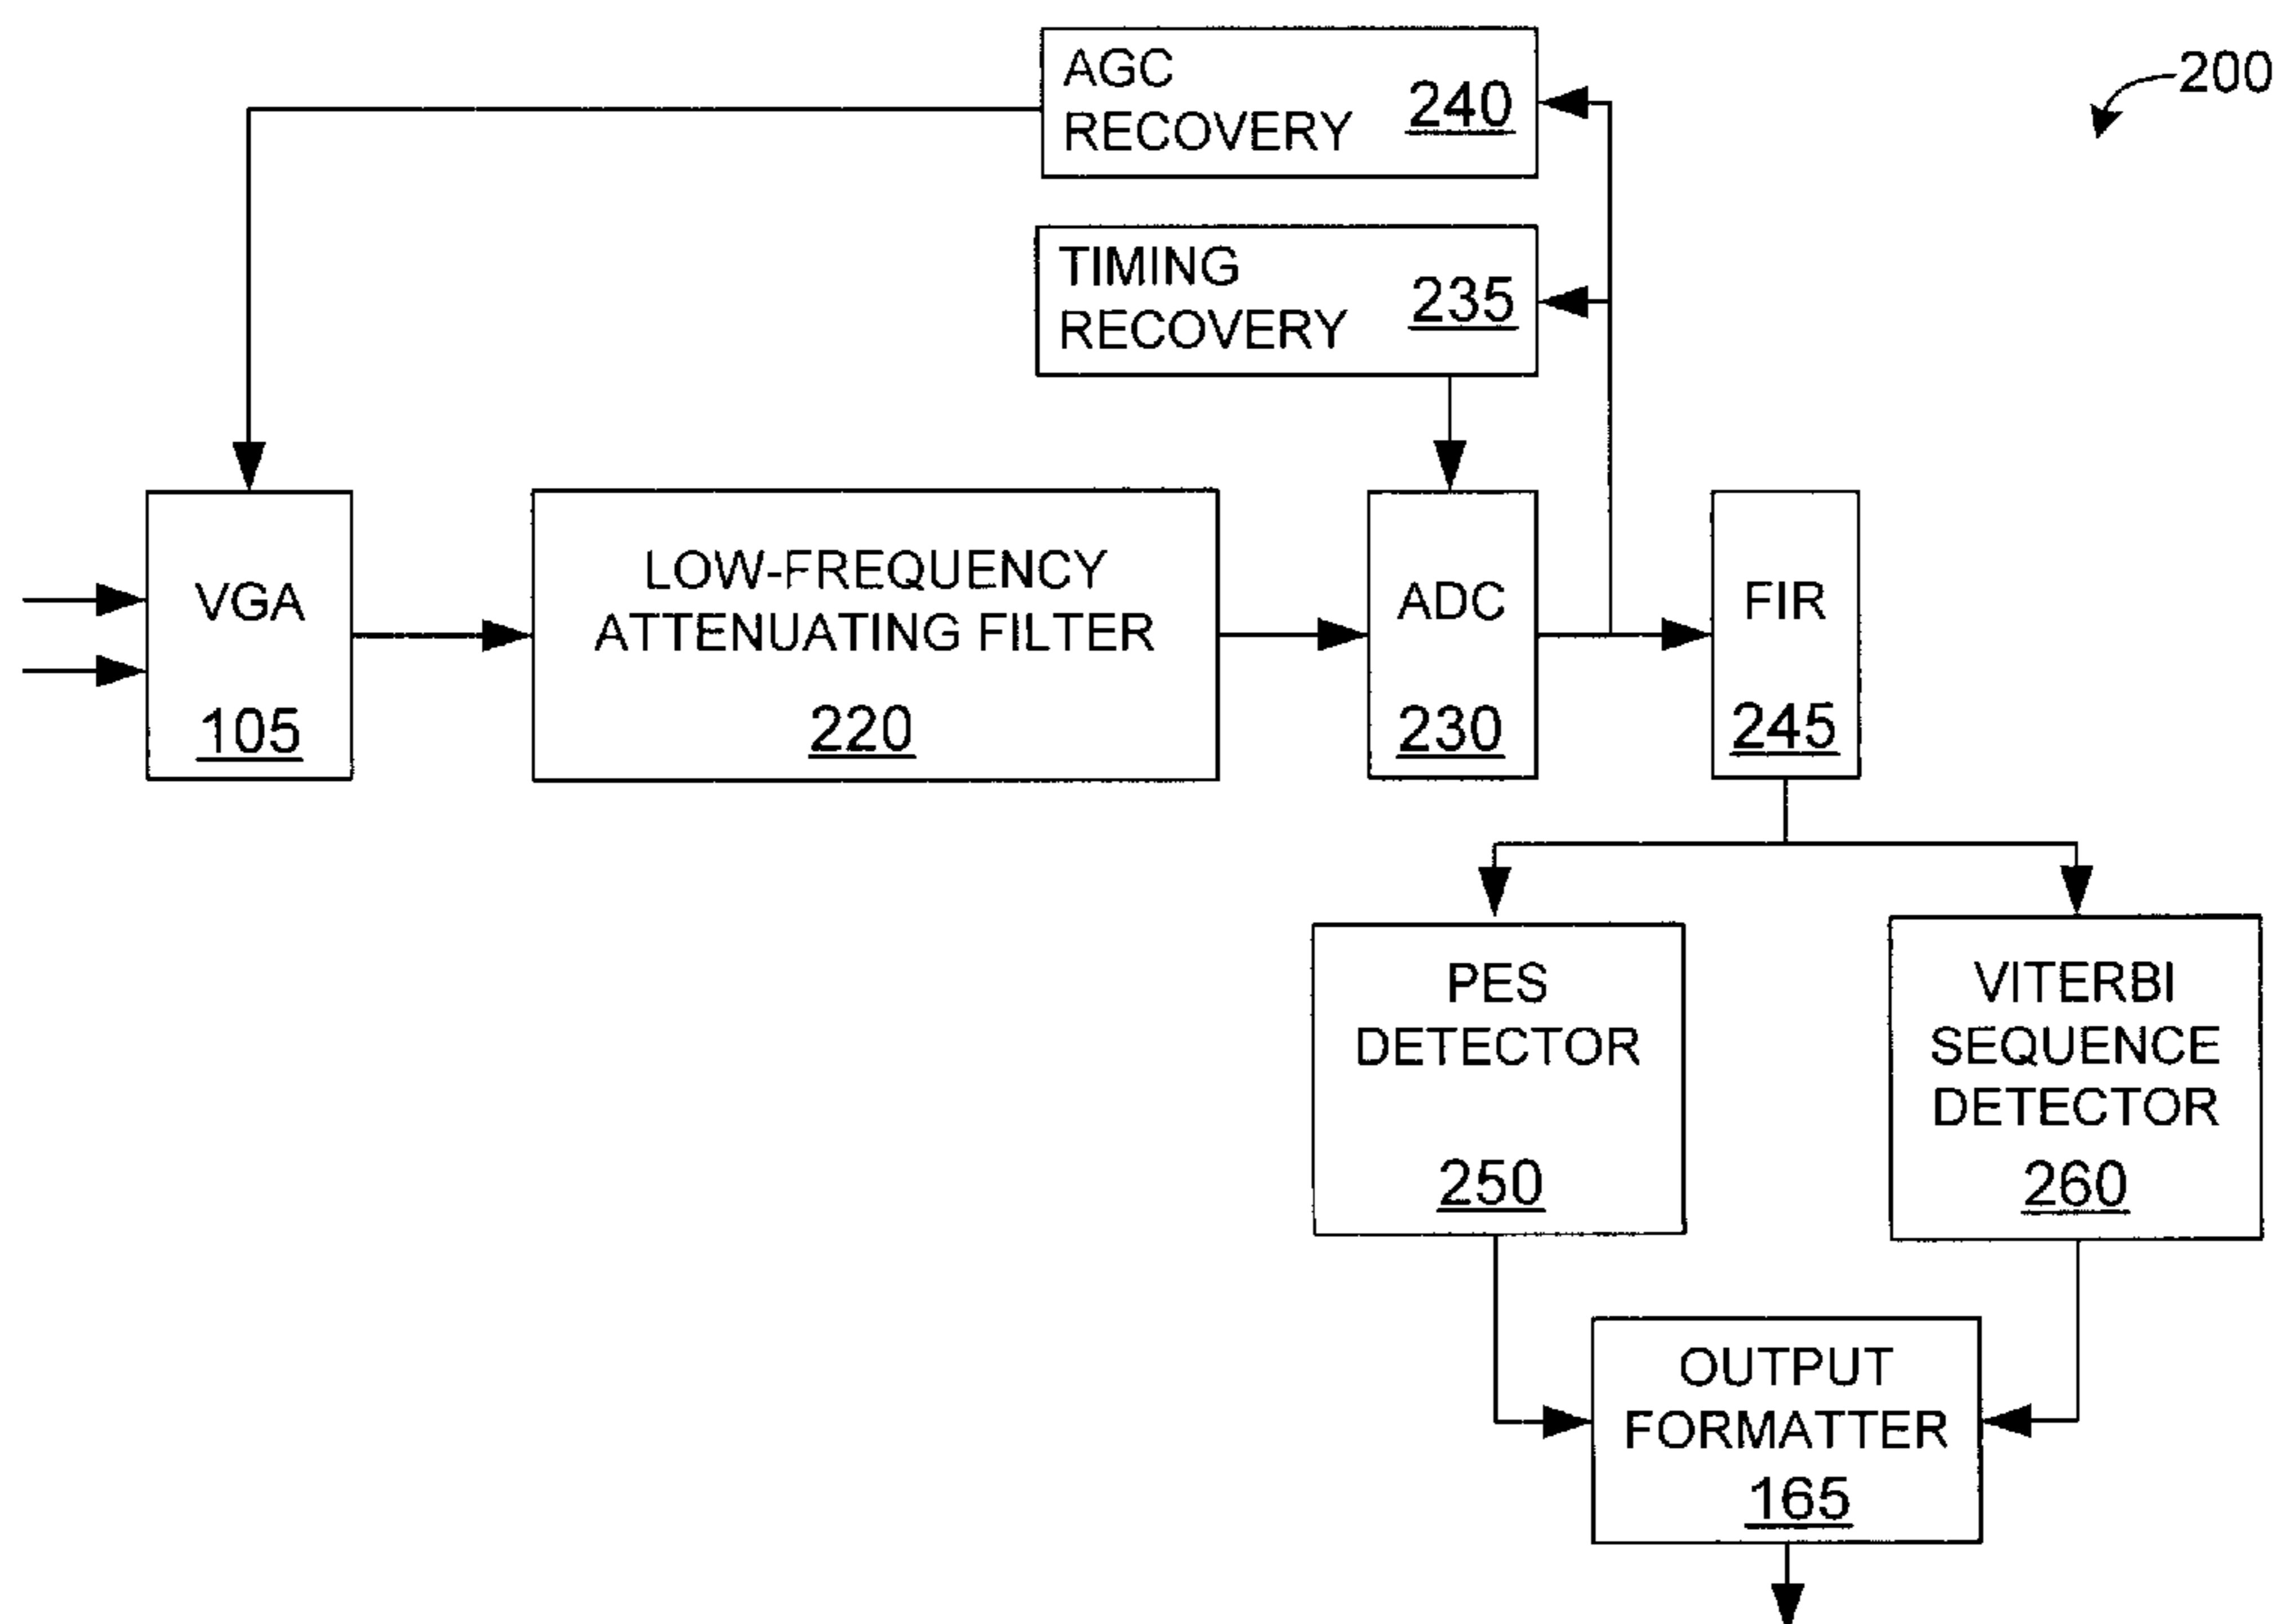 AGC
RECOVERY
240
200
TIMING
RECOVERY
235
VGA
105
LOW-FREQUENCY
ATTENUATING FILTER
220
ADC
230
FIR
245
PES
DETECTOR
250
VITERBI
SEQUENCE
DETECTOR
260
OUTPUT
FORMATTER
165